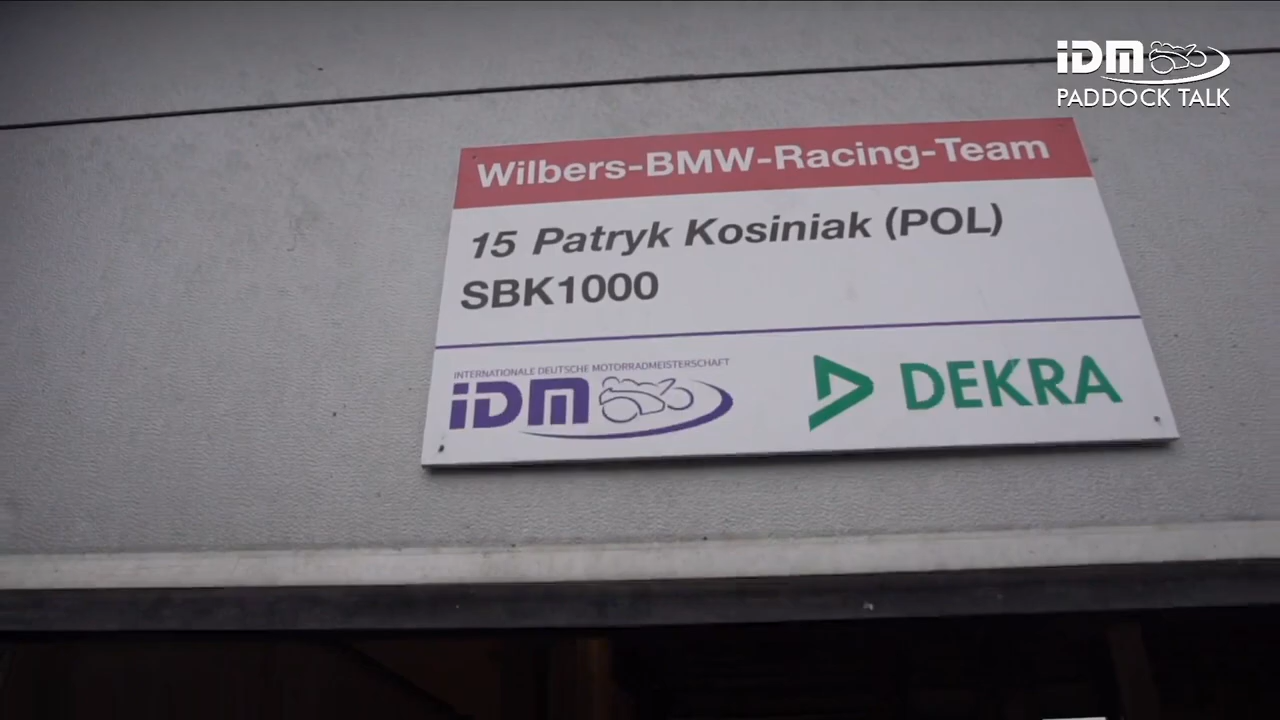 iDM
PADDOCK TALK
Wilbers-BMW-Racing-Team
15 Patryk Kosiniak (POL)
SBK1000
INTERNATIONALE DEUTSCHE MOTORRADMEISTERSCHAFT
iDM
DEKRA